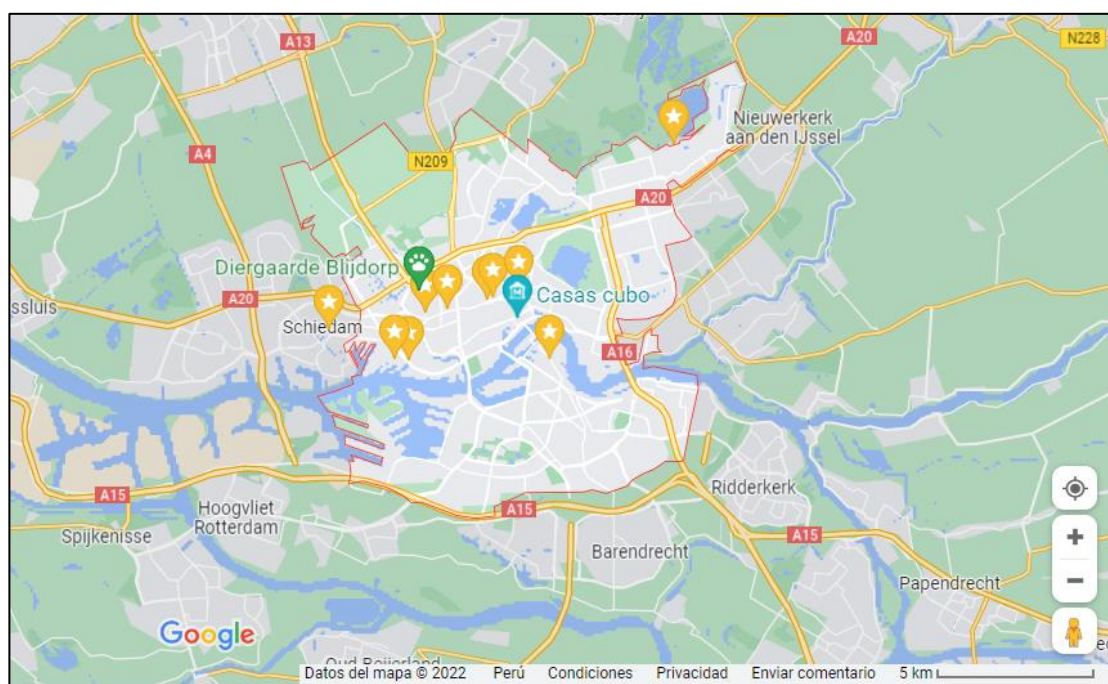 A13
A20
N228
A4
Nieuwerkerk
aan den IJssel
N209
A20
Diergaarde Blijdorp
Casas cubo
A20
ssluis
Schiedam
A16
A15
Hoogvliet
Rotterdam
Ridderkerk
A15
Spijkenisse
A15
Barendrecht
Papendrecht
Google
Oud-Beijerland
Datos del mapa © 2022 Perú Condiciones Privacidad Enviar comentario 5 km